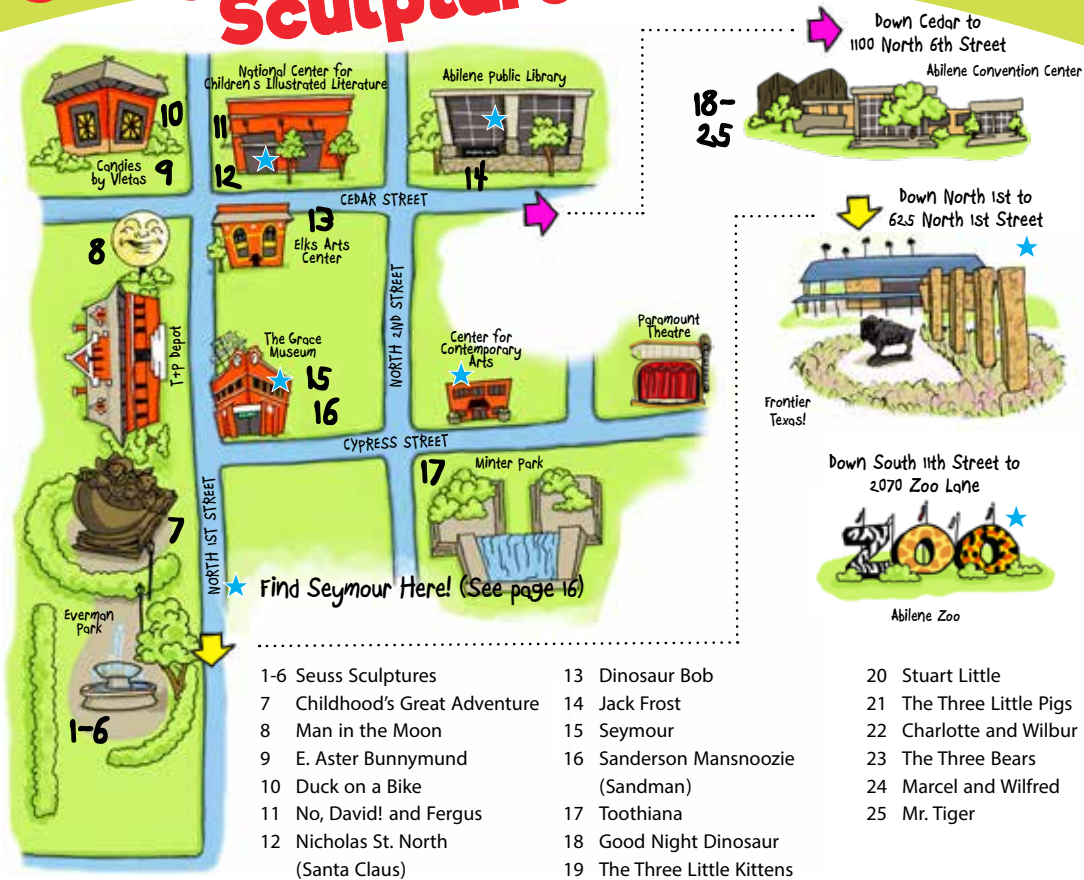 Sculpture
Down Cedar to
1100 North 6th Street
Abilene Convention Center
18-
25
National Center for
Children's Illustrated Literature
Abilene Public Library
10
11
Candies
by Vletas
9
12
14
CEDAR STREET
8
13
Elks Arts
Center
Down North 1st to
625 North 1st Street
T+P Depot
NORTH 2ND STREET
The Grace
Museum
15
16
Center for
Contemporary
Arts
Paramount
Theatre
Frontier
Texas!
CYPRESS STREET
17
Minter Park
Down South 11th Street to
2070 Zoo Lane
ZOO
Abilene Zoo
7
NORTH 1ST STREET
Find Seymour Here! (See page 16)
Everman
Park
1-6
1-6 Seuss Sculptures
7 Childhood's Great Adventure
8 Man in the Moon
9 E. Aster Bunnymund
10 Duck on a Bike
11 No, David! and Fergus
12 Nicholas St. North
(Santa Claus)
13 Dinosaur Bob
14 Jack Frost
15 Seymour
16 Sanderson Mansnoozie
(Sandman)
17 Toothiana
18 Good Night Dinosaur
19 The Three Little Kittens
20 Stuart Little
21 The Three Little Pigs
22 Charlotte and Wilbur
23 The Three Bears
24 Marcel and Wilfred
25 Mr. Tiger